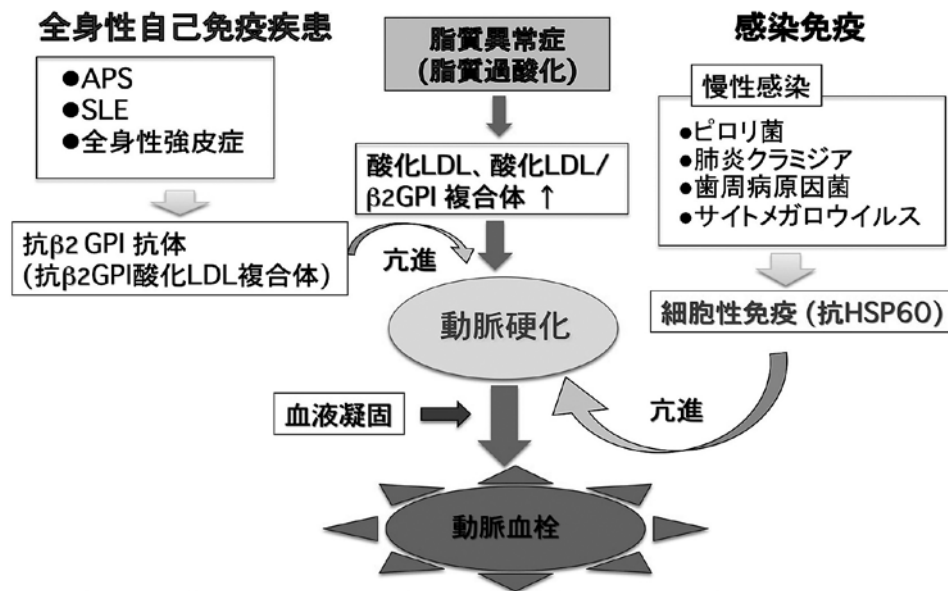 全身性自己免疫疾患
●APS
●SLE
●全身性強皮症
抗β2 GPI 抗体
(抗β2GPI酸化LDL複合体)
脂質異常症
(脂質過酸化)
酸化LDL、酸化LDL/
β2GPI 複合体 ↑
亢進
動脈硬化
血液凝固
動脈血栓
感染免疫
慢性感染
●ピロリ菌
●肺炎クラミジア
●歯周病原因菌
●サイトメガロウイルス
細胞性免疫 (抗HSP60)
亢進